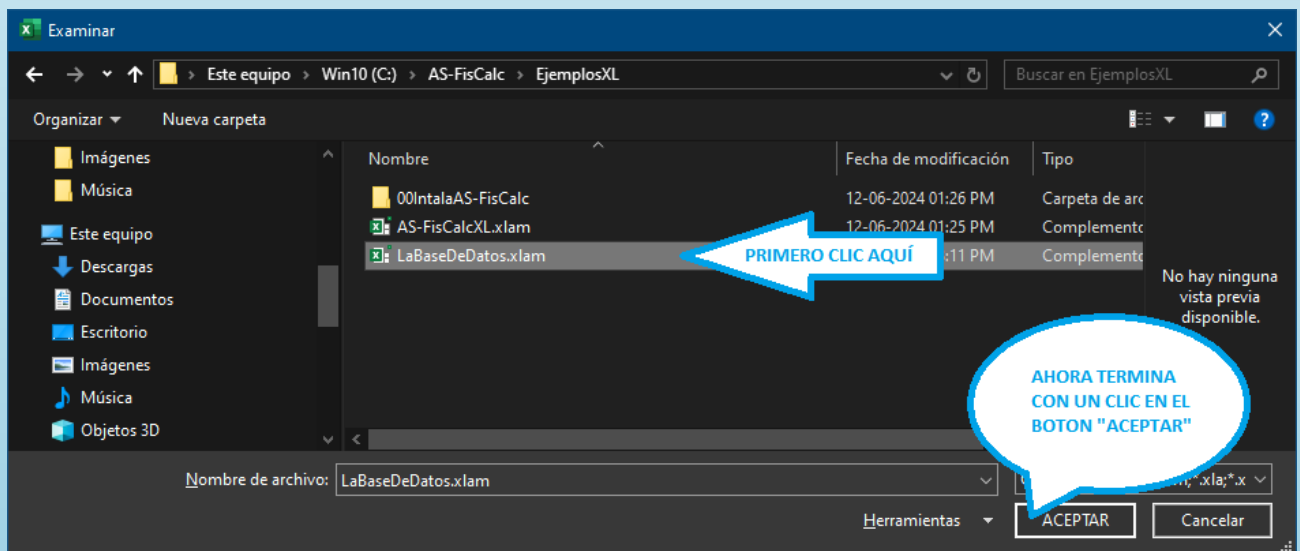 Examinar
Este equipo > Win10 (C:) > AS-FisCalc > EjemplosXL
Buscar en EjemplosXL
Organizar
Nueva carpeta
Imágenes
Música
Este equipo
Descargas
Documentos
Escritorio
Imágenes
Música
Objetos 3D
Nombre
Fecha de modificación
Tipo
00IntalaAS-FisCalc
12-06-2024 01:26 PM
Carpeta de arc
AS-FisCalcXL.xlam
12-06-2024 01:25 PM
Complemento
LaBaseDeDatos.xlam
:11 PM
Complemento
PRIMERO CLIC AQUÍ
No hay ninguna
vista previa
disponible.
AHORA TERMINA
CON UN CLIC EN EL
BOTON "ACEPTAR"
Nombre de archivo:
LaBaseDeDatos.xlam
*.xla;*.x
Herramientas
ACEPTAR
Cancelar